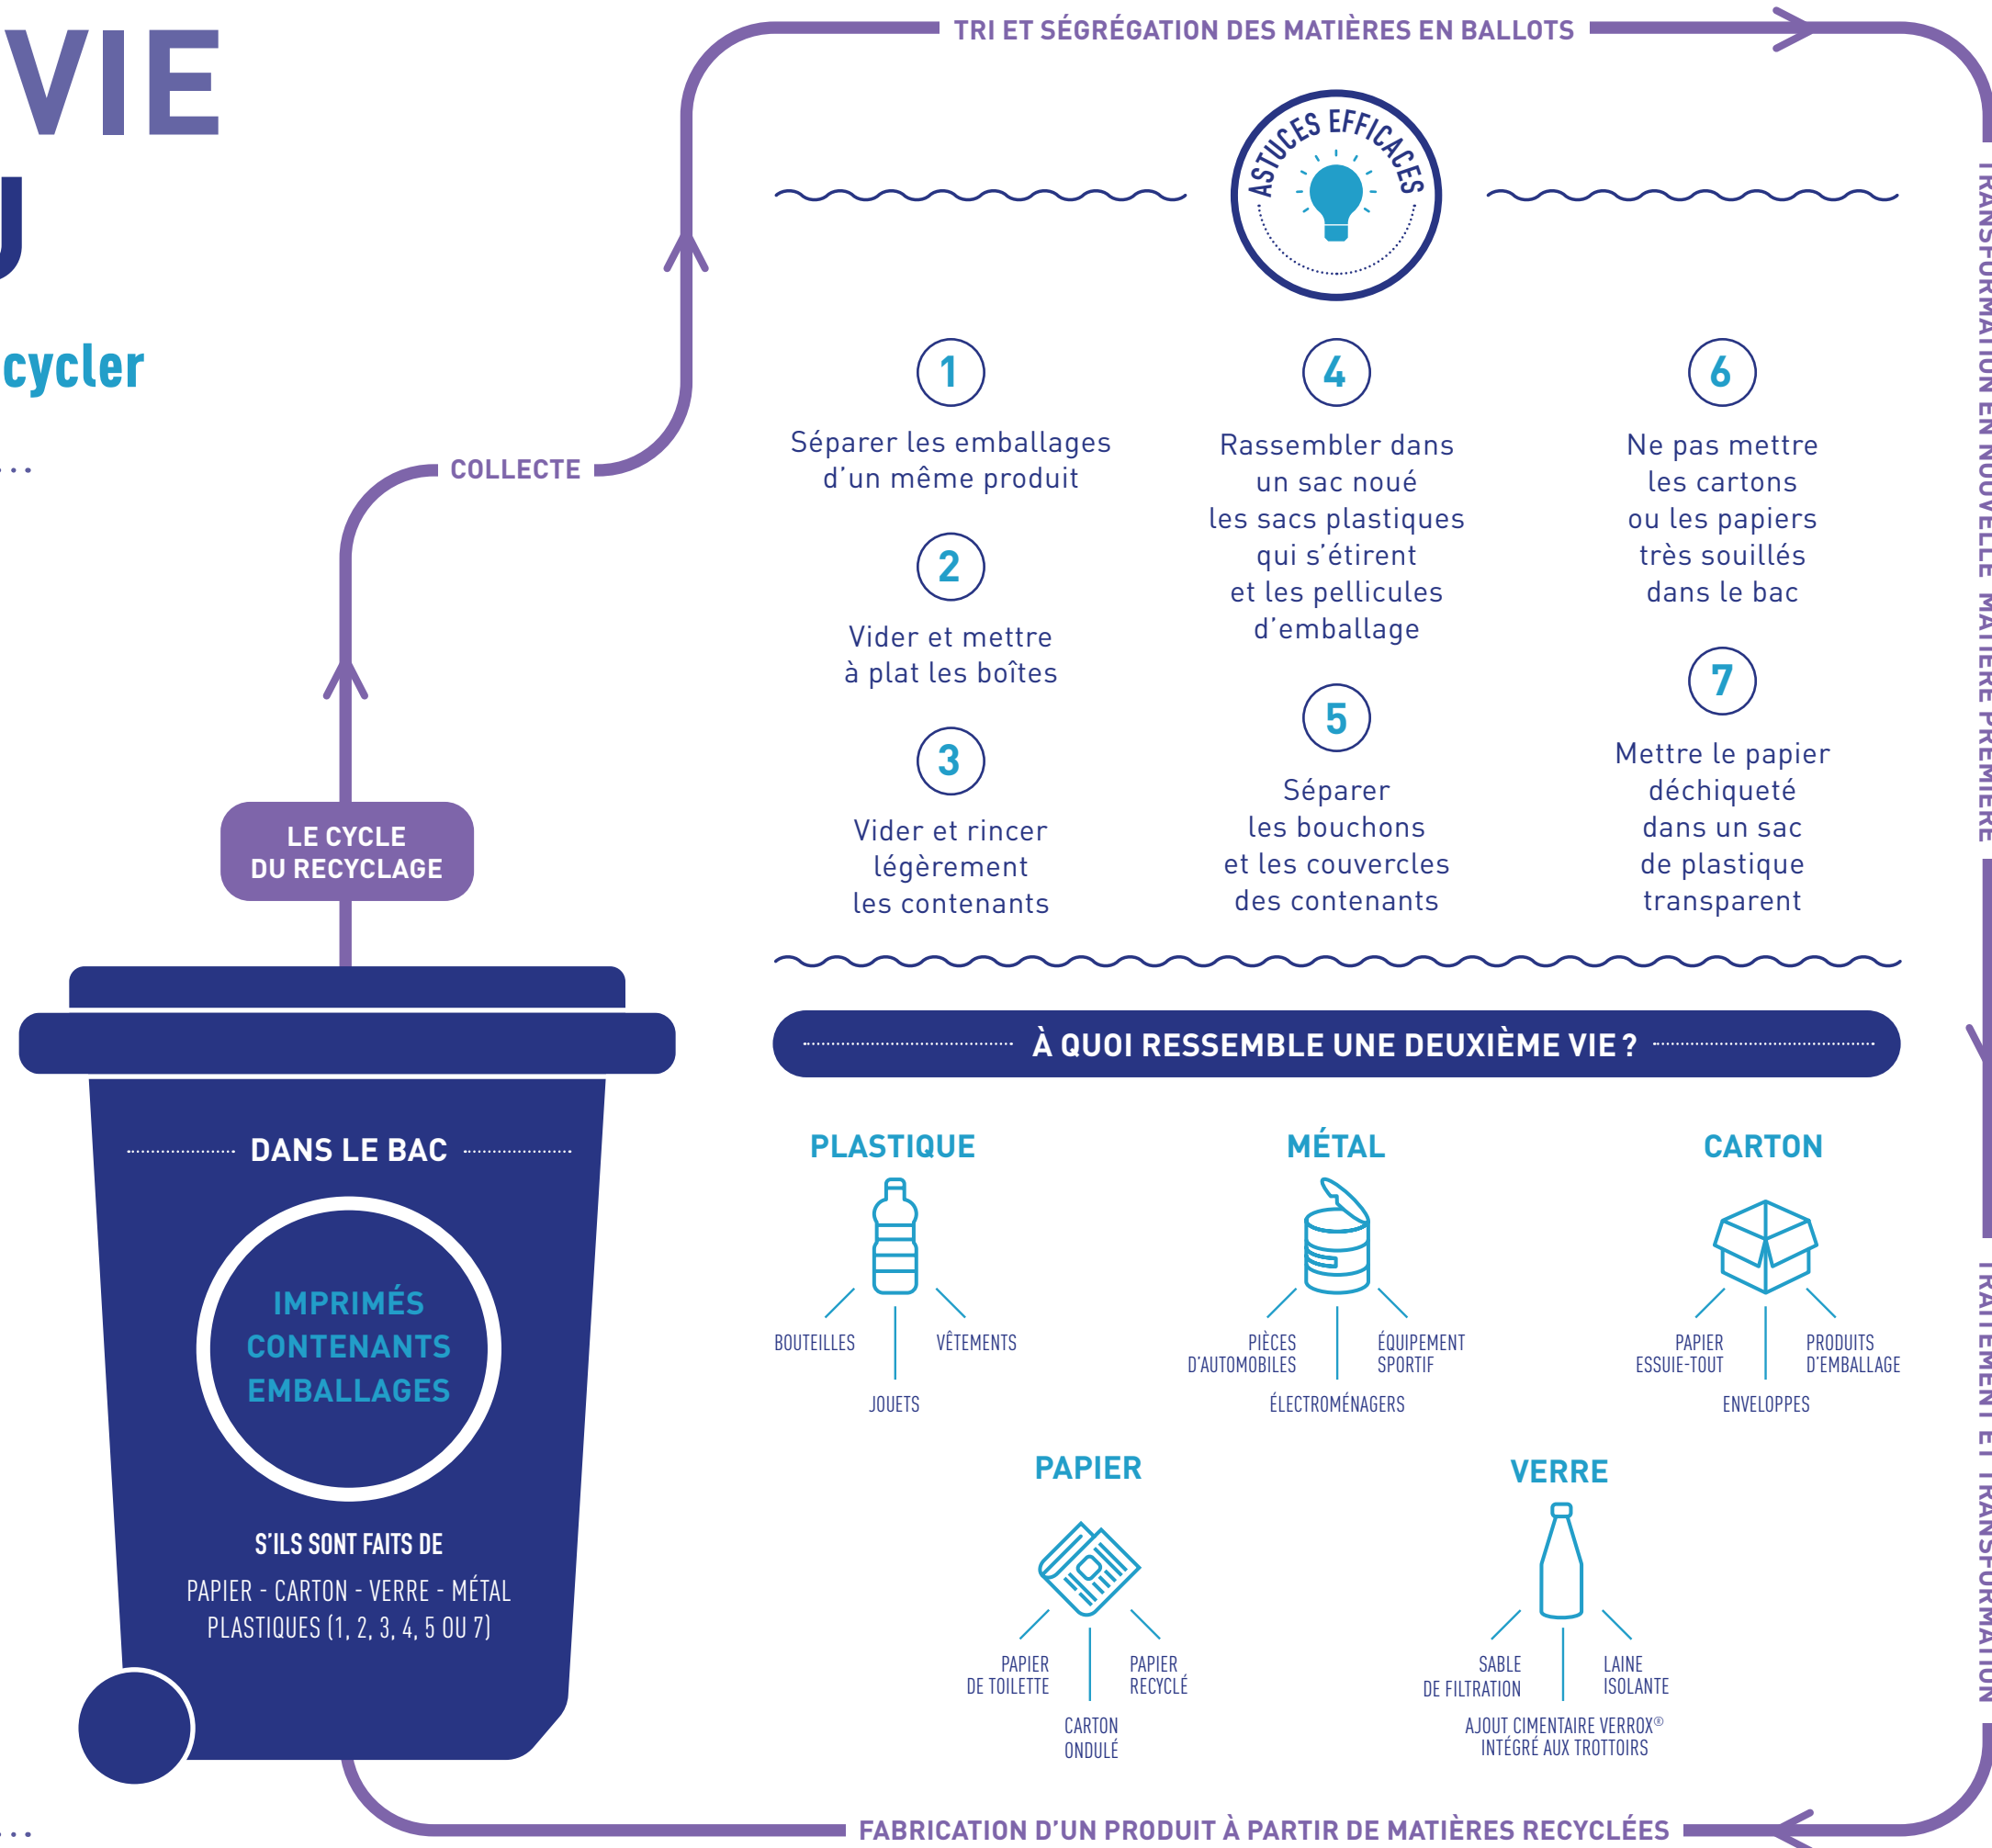 VIE
cycler
TRI ET SÉGRÉGATION DES MATIÈRES EN BALLOTS
COLLECTE
LE CYCLE
DU RECYCLAGE
DANS LE BAC
IMPRIMÉS
CONTENANTS
EMBALLAGES
S'ILS SONT FAITS DE
PAPIER - CARTON - VERRE - MÉTAL
PLASTIQUES (1, 2, 3, 4, 5 OU 7)
ASTUCES EFFICACES
1
Séparer les emballages
d'un même produit
2
Vider et mettre
à plat les boîtes
3
Vider et rincer
légèrement
les contenants
4
Rassembler dans
un sac noué
les sacs plastiques
qui s'étirent
et les pellicules
d'emballage
5
Séparer
les bouchons
et les couvercles
des contenants
6
Ne pas mettre
les cartons
ou les papiers
très souillés
dans le bac
7
Mettre le papier
déchiqueté
dans un sac
de plastique
transparent
À QUOI RESSEMBLE UNE DEUXIÈME VIE ?
PLASTIQUE
BOUTEILLES
JOUETS
VÊTEMENTS
MÉTAL
PIÈCES
D'AUTOMOBILES
ÉLECTROMÉNAGERS
ÉQUIPEMENT
SPORTIF
CARTON
PAPIER
ESSUIE-TOUT
ENVELOPPES
PRODUITS
D'EMBALLAGE
PAPIER
PAPIER
DE TOILETTE
CARTON
ONDULÉ
PAPIER
RECYCLÉ
VERRE
SABLE
DE FILTRATION
AJOUT CIMENTAIRE VERROX®
INTÉGRÉ AUX TROTTOIRS
LAINE
ISOLANTE
TRANSFORMATION EN NOUVELLE MATIÈRE PREMIÈRE
TRAITEMENT ET TRANSFORMATION
FABRICATION D'UN PRODUIT À PARTIR DE MATIÈRES RECYCLÉES